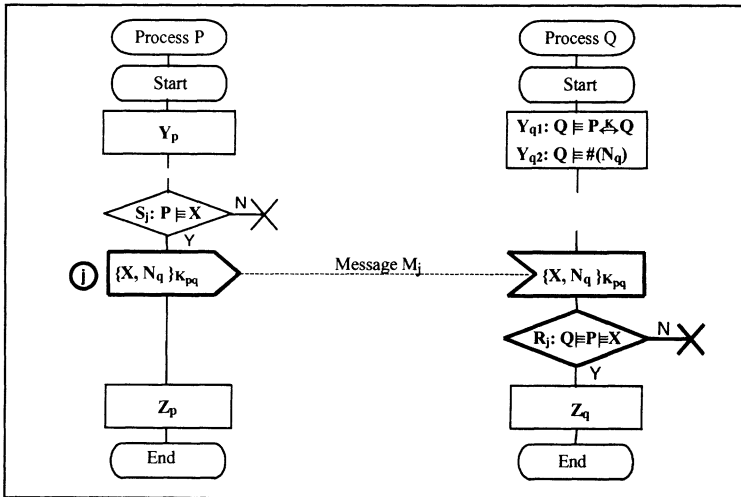 Process P
Process Q
Start
Start
Yp
Yq1: Q |≡ P ↔K Q
Yq2: Q |≡ #(Nq)
Sj: P |≡ X
N
Y
j
{X, Nq}Kpq
Message Mj
{X, Nq}Kpq
Rj: Q|≡P|≡X
N
Y
Zp
Zq
End
End